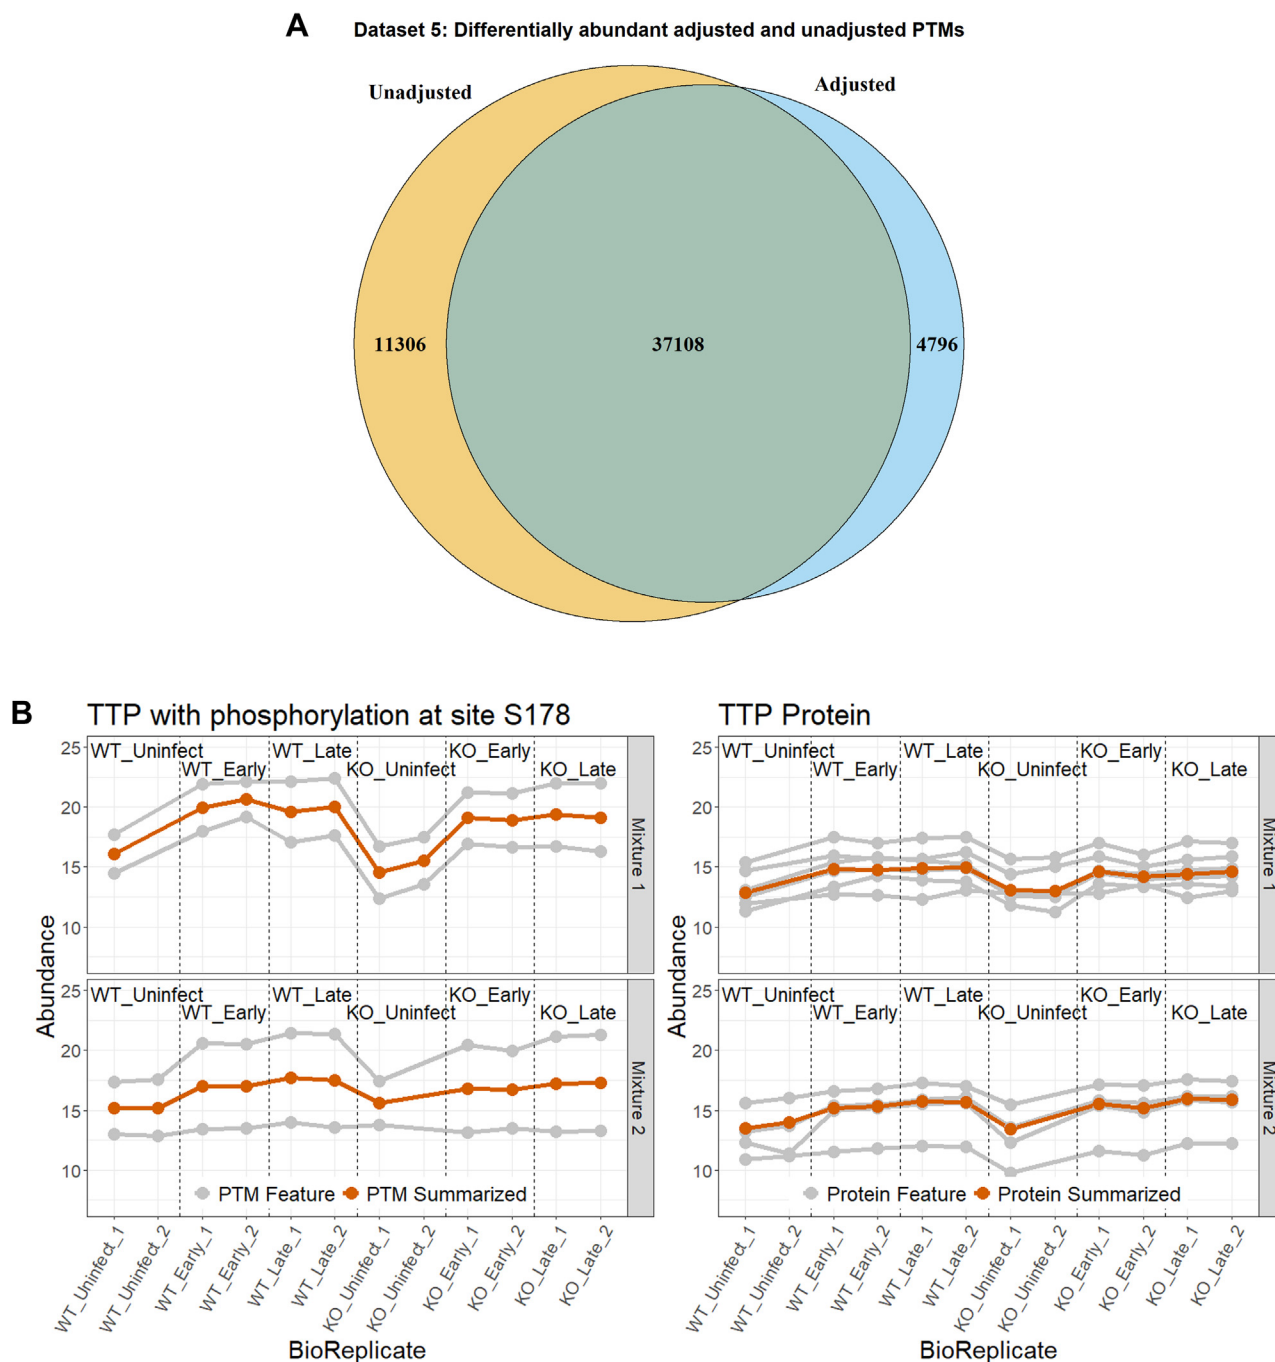 A
Dataset 5: Differentially abundant adjusted and unadjusted PTMs
Unadjusted
Adjusted
11306
37108
4796
B
TTP with phosphorylation at site S178
Abundance
25
20
15
10
WT_Uninfect
WT_Early
WT_Late
KO_Uninfect
KO_Early
KO_Late
Mixture 1
25
20
15
10
WT_Uninfect
WT_Early
WT_Late
KO_Uninfect
KO_Early
KO_Late
Mixture 2
PTM Feature
PTM Summarized
WT_Uninfect_1
WT_Uninfect_2
WT_Early_1
WT_Early_2
WT_Late_1
WT_Late_2
KO_Uninfect_1
KO_Uninfect_2
KO_Early_1
KO_Early_2
KO_Late_1
KO_Late_2
BioReplicate
TTP Protein
Abundance
25
20
15
10
WT_Uninfect
WT_Early
WT_Late
KO_Uninfect
KO_Early
KO_Late
Mixture 1
25
20
15
10
WT_Uninfect
WT_Early
WT_Late
KO_Uninfect
KO_Early
KO_Late
Mixture 2
Protein Feature
Protein Summarized
WT_Uninfect_1
WT_Uninfect_2
WT_Early_1
WT_Early_2
WT_Late_1
WT_Late_2
KO_Uninfect_1
KO_Uninfect_2
KO_Early_1
KO_Early_2
KO_Late_1
KO_Late_2
BioReplicate